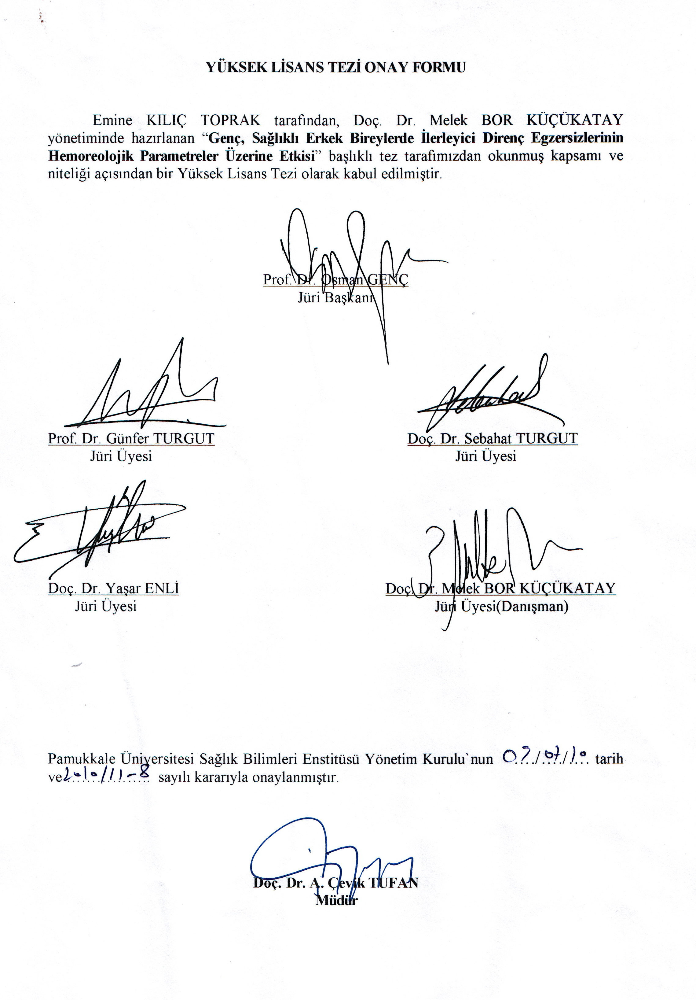 YÜKSEK LİSANS TEZİ ONAY FORMU
Emine KILIÇ TOPRAK tarafından, Doç. Dr. Melek BOR KÜÇÜKATAY
yönetiminde hazırlanan “Genç, Sağlıklı Erkek Bireylerde İlerleyici Direnç Egzersizlerinin
Hemoreolojik Parametreler Üzerine Etkisi” başlıklı tez tarafımızdan okunmuş kapsamı ve
niteliği açısından bir Yüksek Lisans Tezi olarak kabul edilmiştir.
Prof. Dr. Osman GENÇ
Jüri Başkanı
Prof. Dr. Günfer TURGUT
Jüri Üyesi
Doç. Dr. Sebahat TURGUT
Jüri Üyesi
Doç. Dr. Yaşar ENLİ
Jüri Üyesi
Doç. Dr. Melek BOR KÜÇÜKATAY
Jüri Üyesi(Danışman)
Pamukkale Üniversitesi Sağlık Bilimleri Enstitüsü Yönetim Kurulu`nun /07/10 tarih
ve 2010/11-8 sayılı kararıyla onaylanmıştır.
Doç. Dr. A. Çevik TUFAN
Müdür